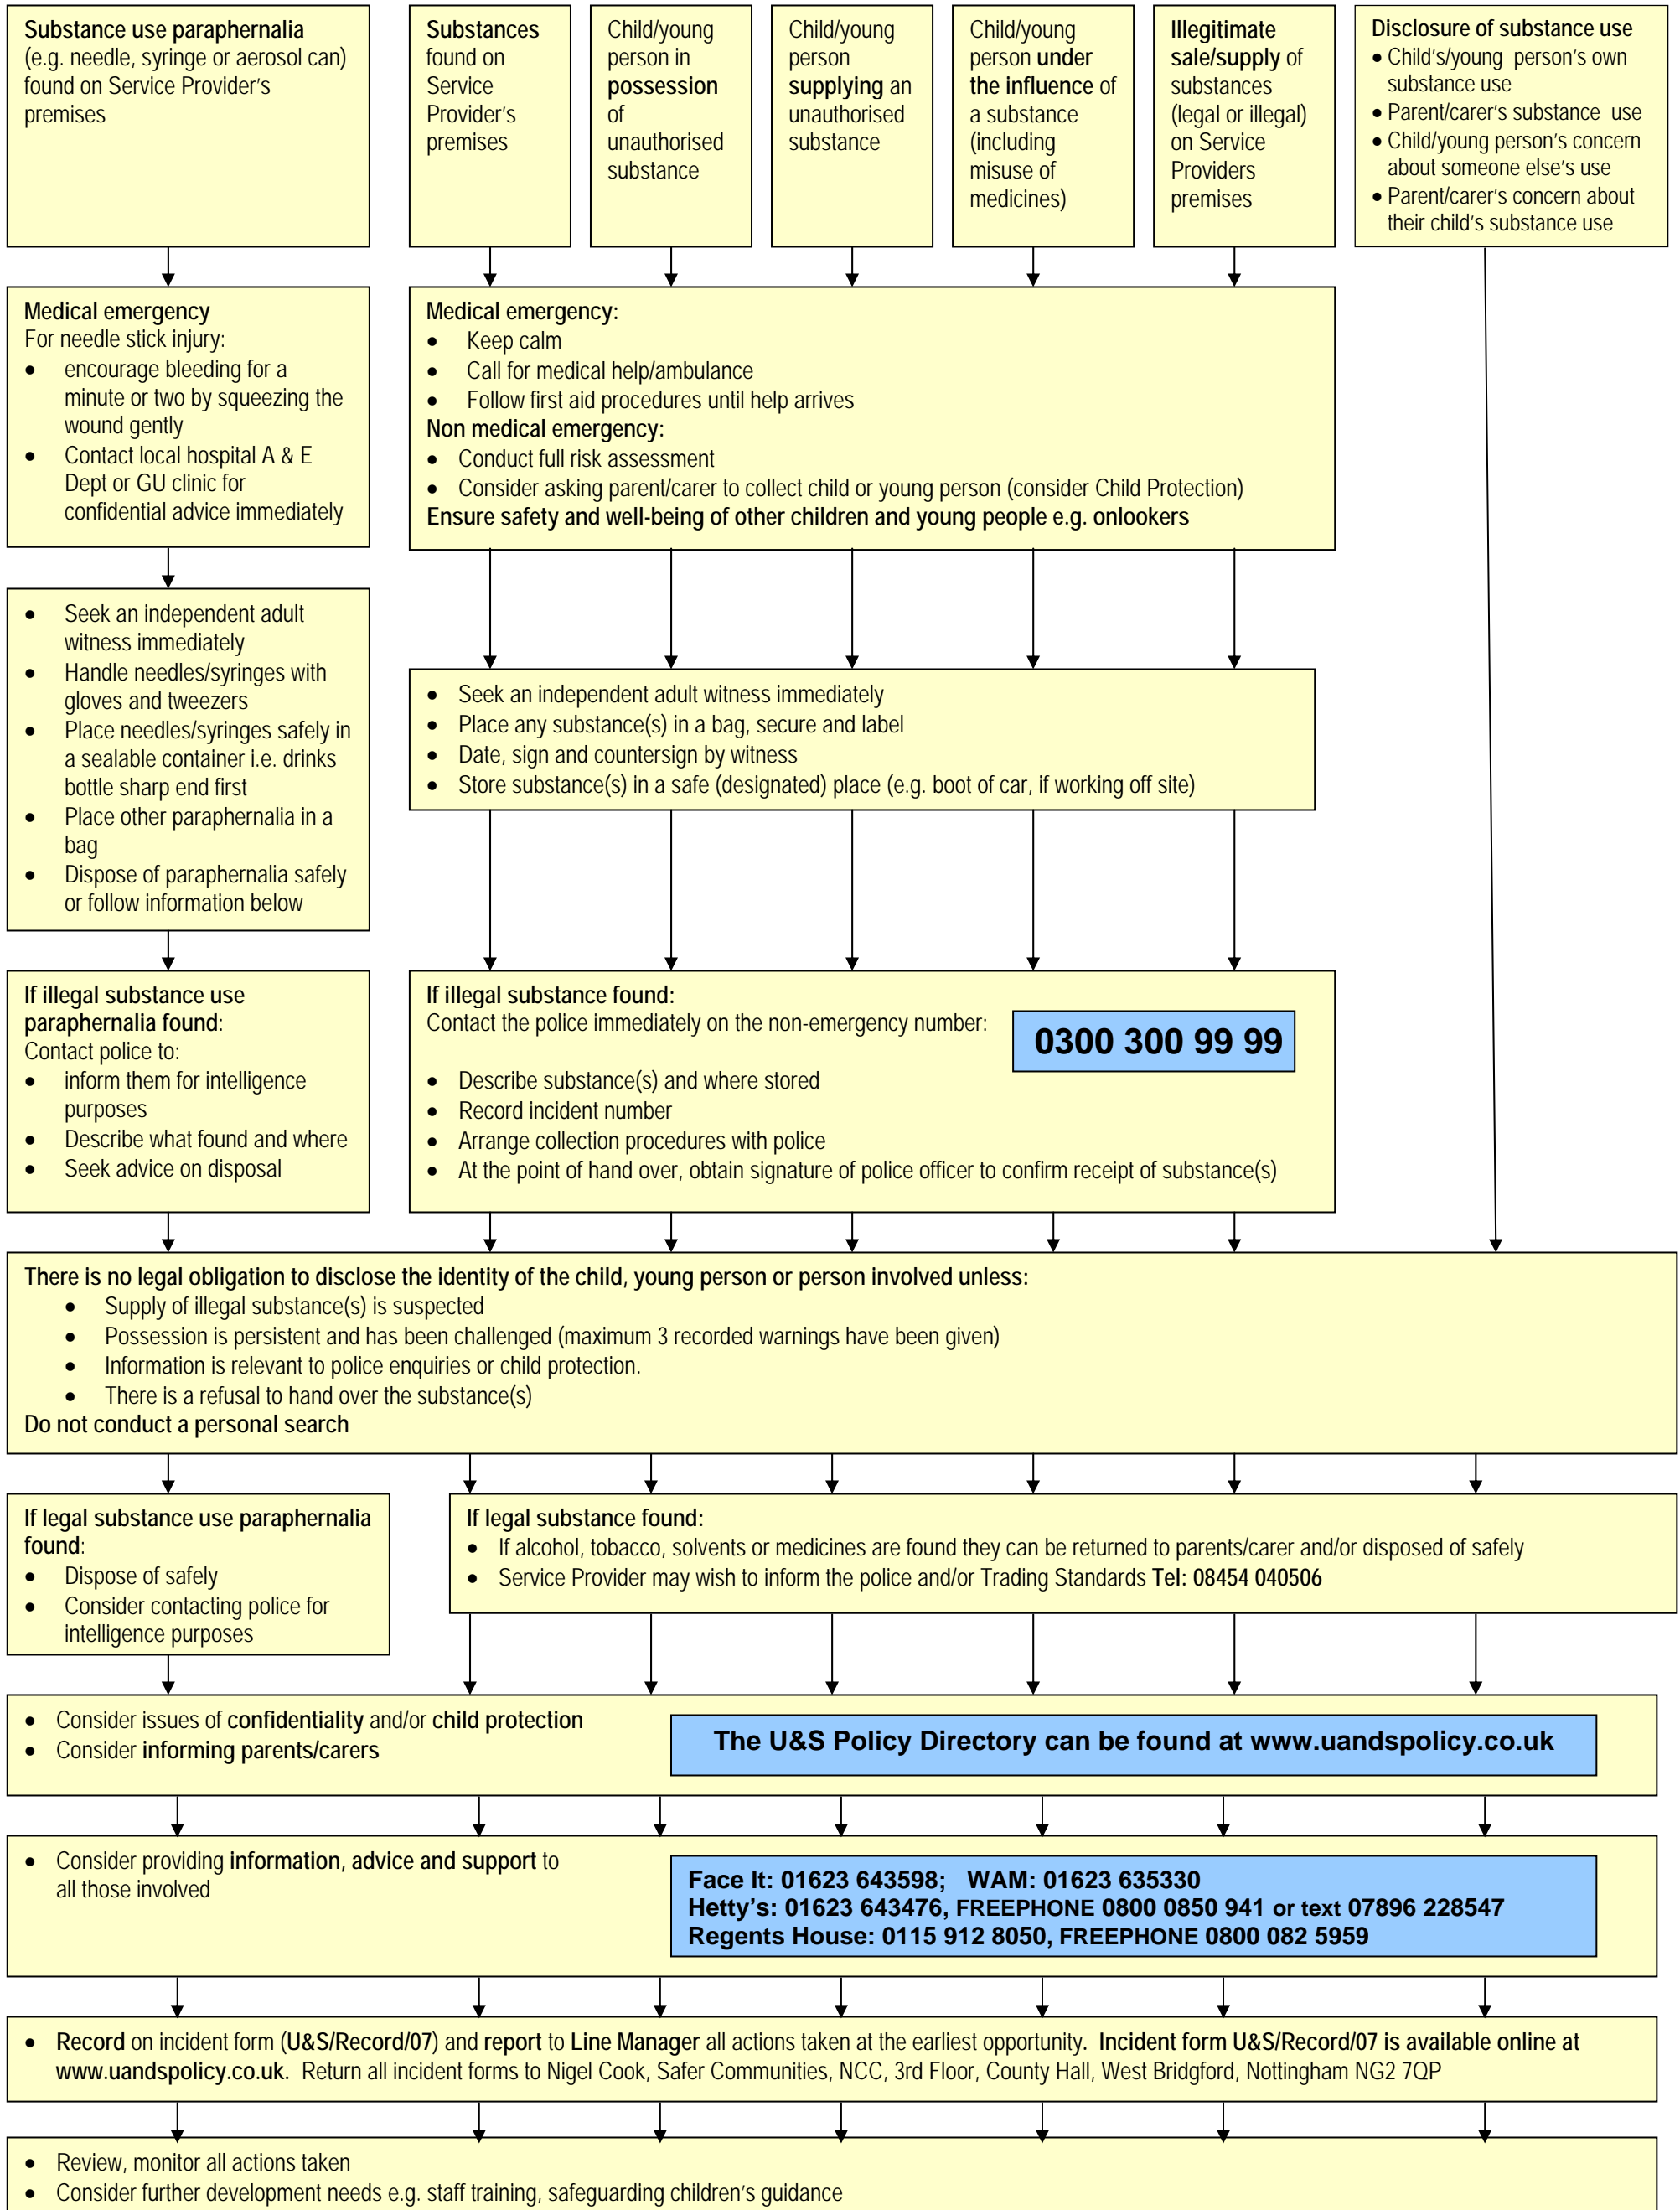 Substance use paraphernalia
(e.g. needle, syringe or aerosol can)
found on Service Provider's
premises
Substances
found on
Service
Provider's
premises
Child/young
person in
possession
of
unauthorised
substance
Child/young
person
supplying an
unauthorised
substance
Child/young
person under
the influence of
a substance
(including
misuse of
medicines)
Illegitimate
sale/supply of
substances
(legal or illegal)
on Service
Providers
premises
Disclosure of substance use
• Child's/young person's own
substance use
• Parent/carer's substance use
• Child/young person's concern
about someone else's use
• Parent/carer's concern about
their child's substance use
Medical emergency
For needle stick injury:
• encourage bleeding for a
minute or two by squeezing the
wound gently
• Contact local hospital A & E
Dept or GU clinic for
confidential advice immediately
Medical emergency:
• Keep calm
• Call for medical help/ambulance
• Follow first aid procedures until help arrives
Non medical emergency:
• Conduct full risk assessment
• Consider asking parent/carer to collect child or young person (consider Child Protection)
Ensure safety and well-being of other children and young people e.g. onlookers
• Seek an independent adult
witness immediately
• Handle needles/syringes with
gloves and tweezers
• Place needles/syringes safely in
a sealable container i.e. drinks
bottle sharp end first
• Place other paraphernalia in a
bag
• Dispose of paraphernalia safely
or follow information below
• Seek an independent adult witness immediately
• Place any substance(s) in a bag, secure and label
• Date, sign and countersign by witness
• Store substance(s) in a safe (designated) place (e.g. boot of car, if working off site)
If illegal substance use
paraphernalia found:
Contact police to:
• inform them for intelligence
purposes
• Describe what found and where
• Seek advice on disposal
If illegal substance found:
Contact the police immediately on the non-emergency number:
0300 300 99 99
• Describe substance(s) and where stored
• Record incident number
• Arrange collection procedures with police
• At the point of hand over, obtain signature of police officer to confirm receipt of substance(s)
There is no legal obligation to disclose the identity of the child, young person or person involved unless:
• Supply of illegal substance(s) is suspected
• Possession is persistent and has been challenged (maximum 3 recorded warnings have been given)
• Information is relevant to police enquiries or child protection.
• There is a refusal to hand over the substance(s)
Do not conduct a personal search
If legal substance use paraphernalia
found:
• Dispose of safely
• Consider contacting police for
intelligence purposes
If legal substance found:
• If alcohol, tobacco, solvents or medicines are found they can be returned to parents/carer and/or disposed of safely
• Service Provider may wish to inform the police and/or Trading Standards Tel: 08454 040506
• Consider issues of confidentiality and/or child protection
• Consider informing parents/carers
The U&S Policy Directory can be found at www.uandspolicy.co.uk
• Consider providing information, advice and support to
all those involved
Face It: 01623 643598; WAM: 01623 635330
Hetty's: 01623 643476, FREEPHONE 0800 0850 941 or text 07896 228547
Regents House: 0115 912 8050, FREEPHONE 0800 082 5959
• Record on incident form (U&S/Record/07) and report to Line Manager all actions taken at the earliest opportunity. Incident form U&S/Record/07 is available online at
www.uandspolicy.co.uk. Return all incident forms to Nigel Cook, Safer Communities, NCC, 3rd Floor, County Hall, West Bridgford, Nottingham NG2 7QP
• Review, monitor all actions taken
• Consider further development needs e.g. staff training, safeguarding children's guidance